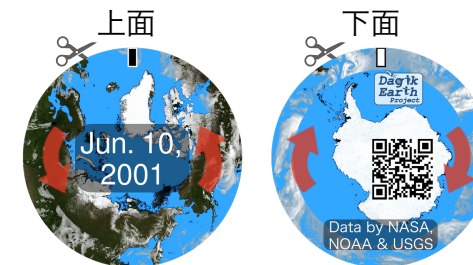 上面
下面
Jun. 10,
2001
Dagik
Earth
Project
Data by NASA,
NOAA & USGS